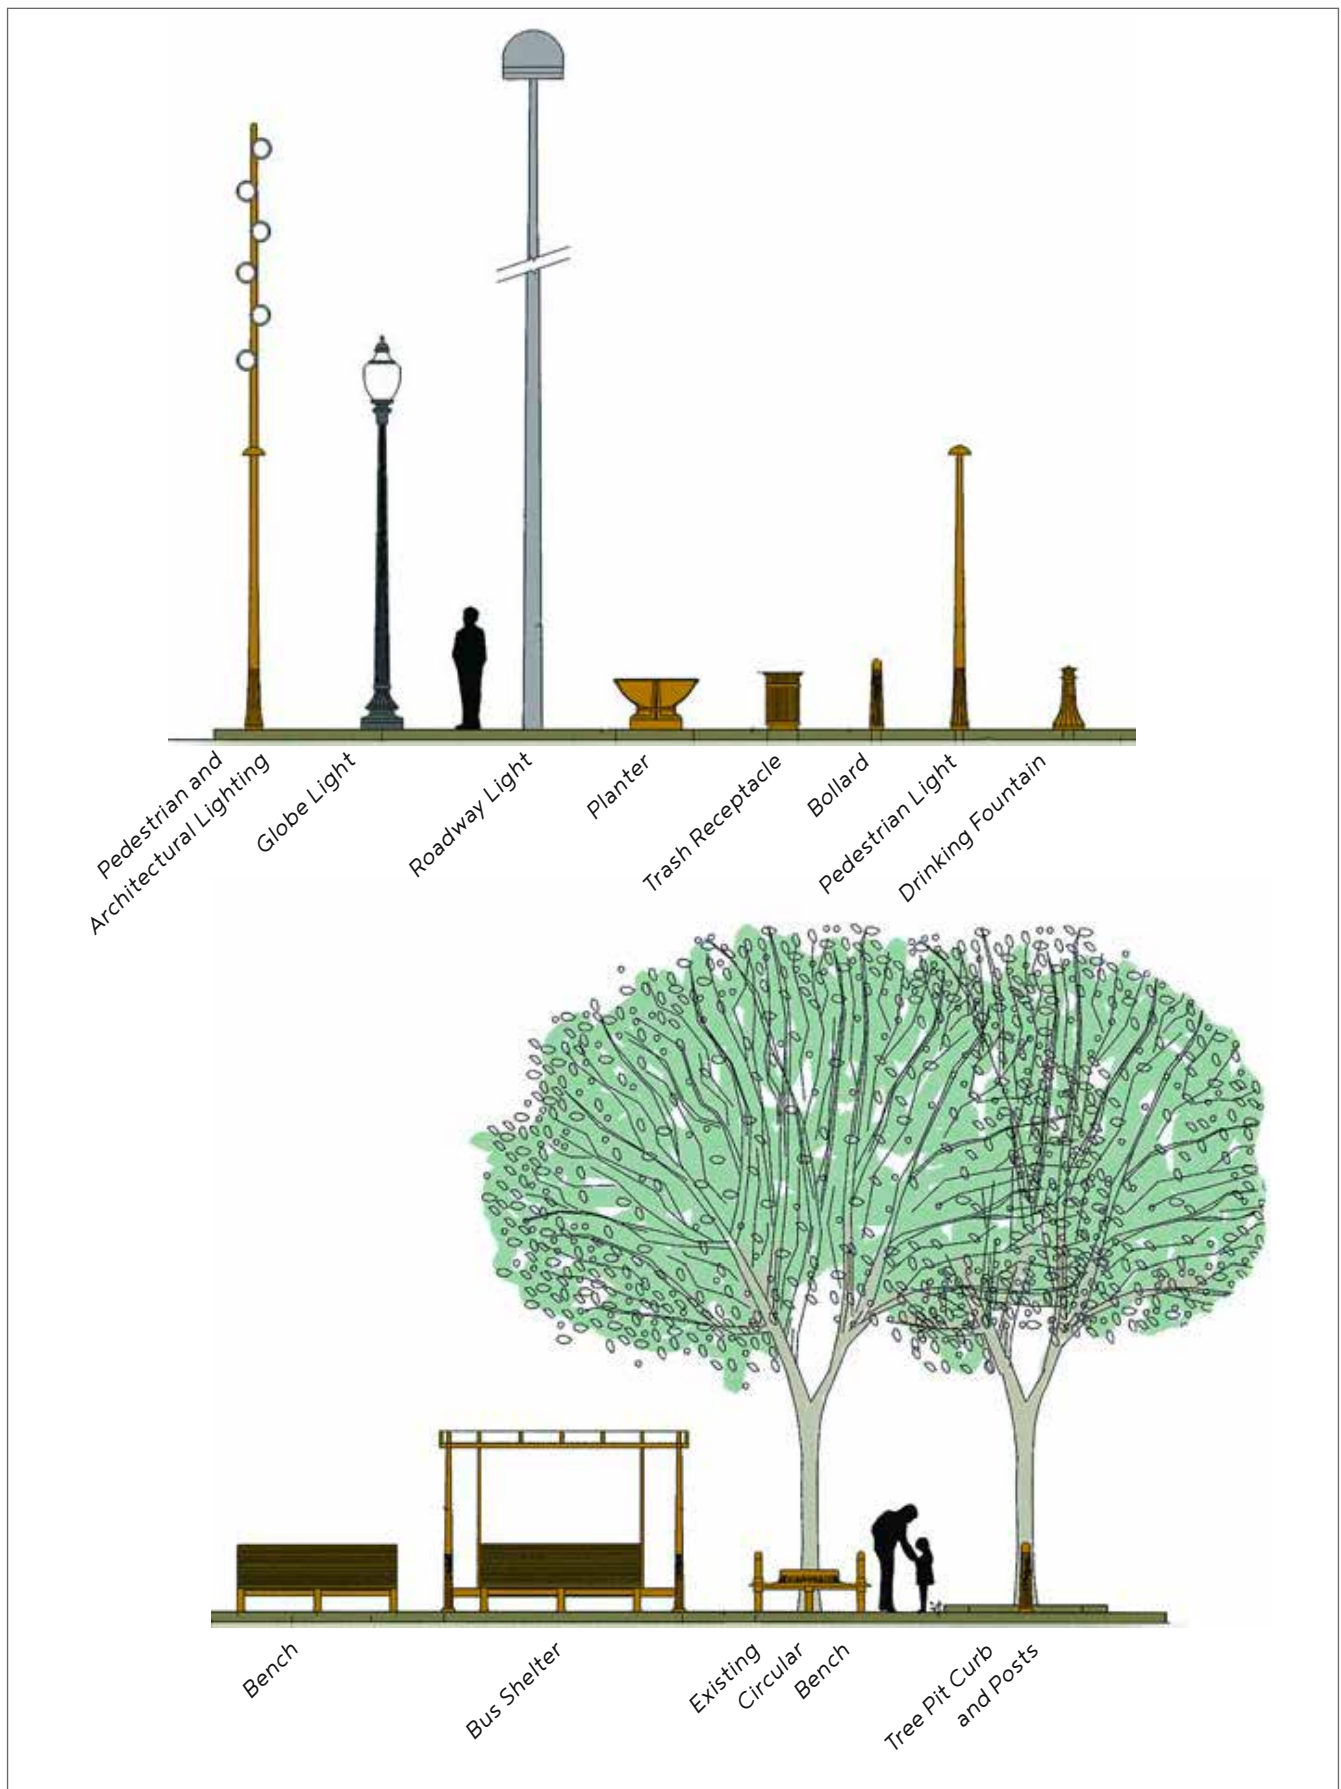 Pedestrian and
Architectural Lighting
Globe Light
Roadway Light
Planter
Trash Receptacle
Bollard
Pedestrian Light
Drinking Fountain
Bench
Bus Shelter
Existing
Circular
Bench
Tree Pit Curb
and Posts